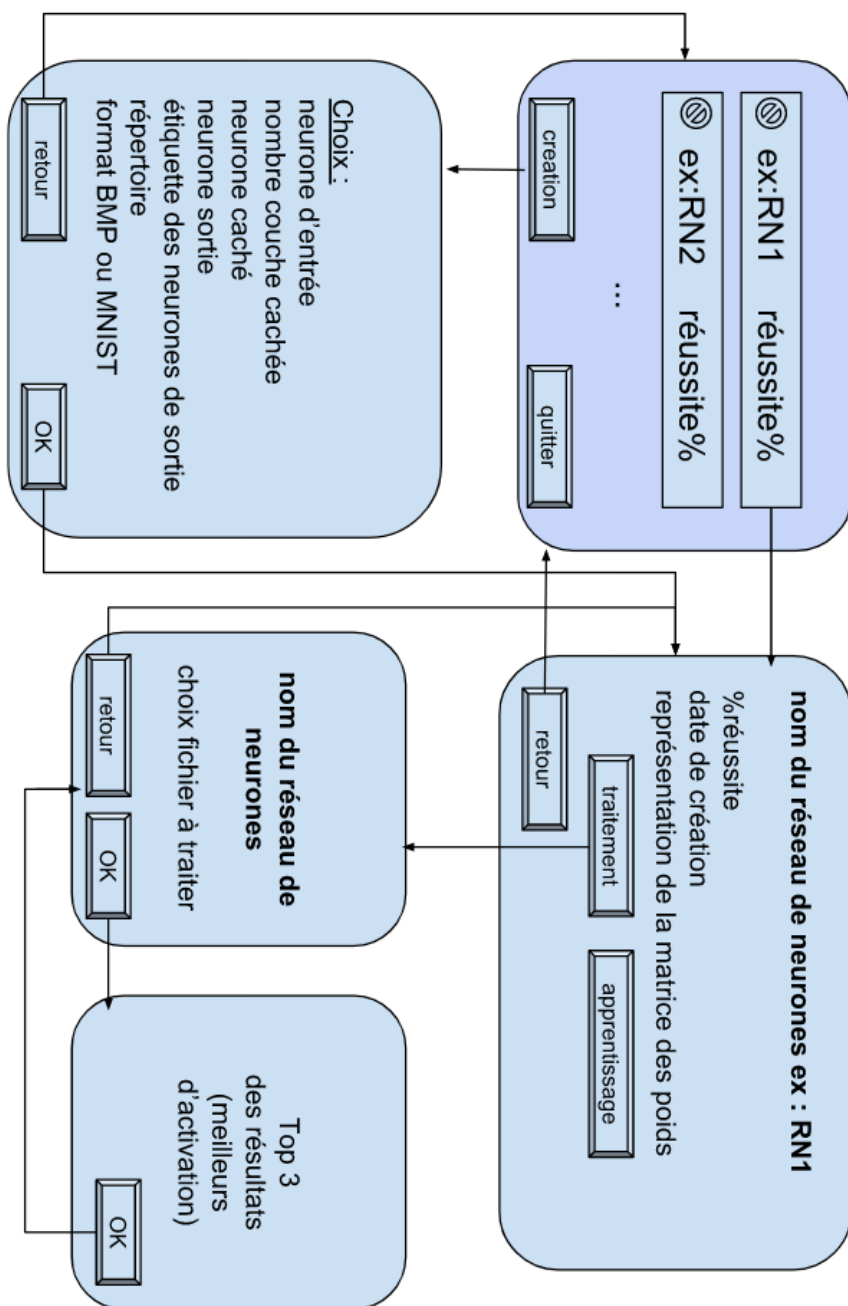 ex:RN1 réussite%
ex:RN2 réussite%
...
creation
quitter
nom du réseau de neurones ex : RN1
%réussite
date de création
représentation de la matrice des poids
traitement
apprentissage
retour
Choix :
neurone d'entrée
nombre couche cachée
neurone caché
neurone sortie
étiquette des neurones de sortie
répertoire
format BMP ou MNIST
retour
OK
nom du réseau de
neurones
choix fichier à traiter
retour
OK
Top 3
des résultats
(meilleurs
d'activation)
OK